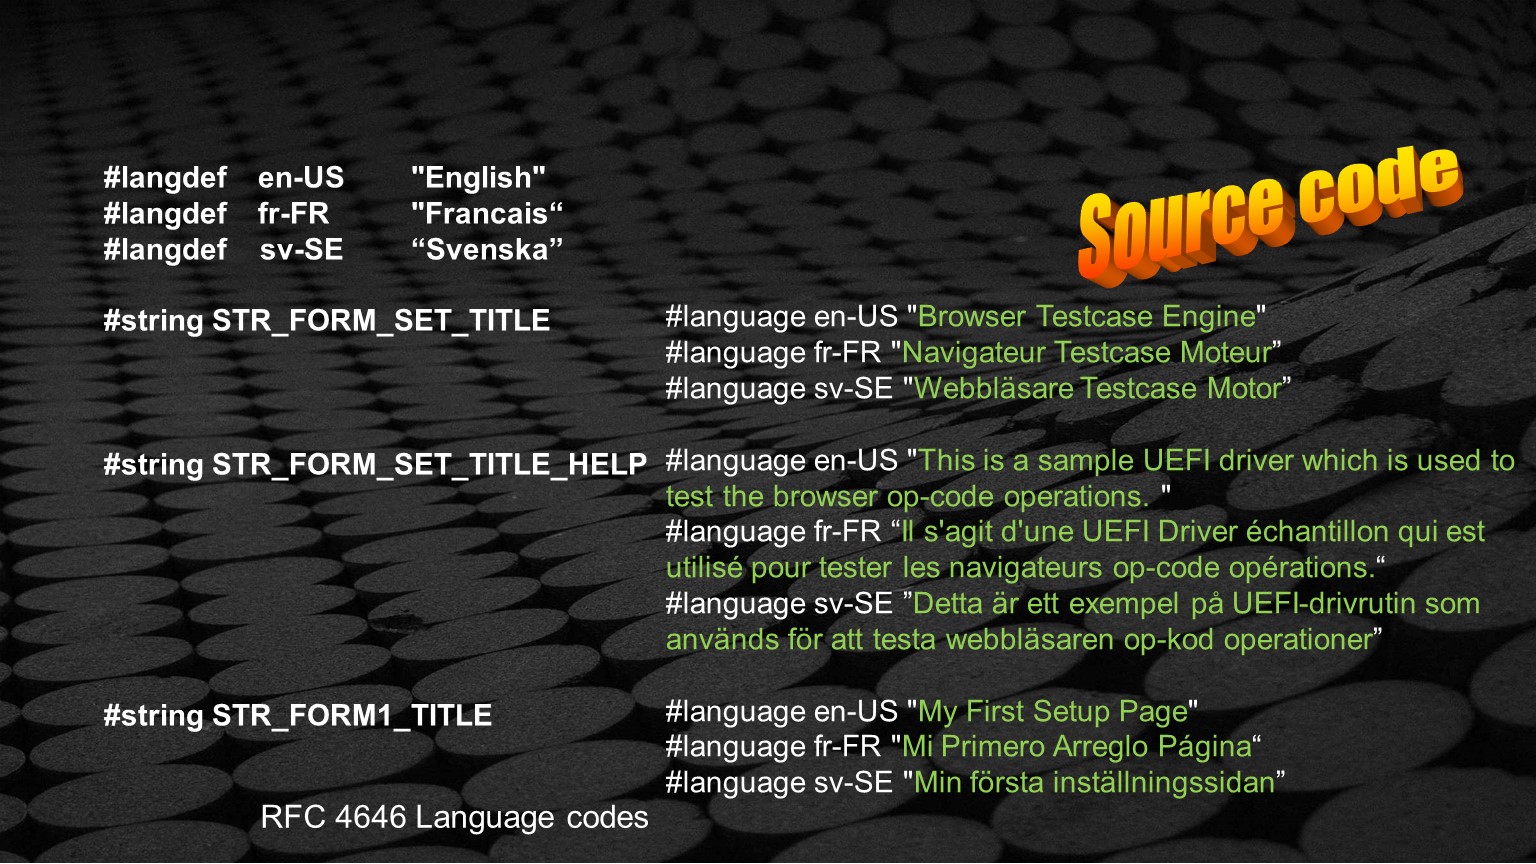 #langdef en-US "English"
#langdef fr-FR "Francais“
#langdef sv-SE “Svenska”
Source code
#string STR_FORM_SET_TITLE
#language en-US "Browser Testcase Engine"
#language fr-FR "Navigateur Testcase Moteur”
#language sv-SE "Webbläsare Testcase Motor”
#string STR_FORM_SET_TITLE_HELP
#language en-US "This is a sample UEFI driver which is used to
test the browser op-code operations. "
#language fr-FR “Il s'agit d'une UEFI Driver échantillon qui est
utilisé pour tester les navigateurs op-code opérations.“
#language sv-SE ”Detta är ett exempel på UEFI-drivrutin som
används för att testa webbläsaren op-kod operationer”
#string STR_FORM1_TITLE
#language en-US "My First Setup Page"
#language fr-FR "Mi Primero Arreglo Página“
#language sv-SE "Min första inställningssidan”
RFC 4646 Language codes